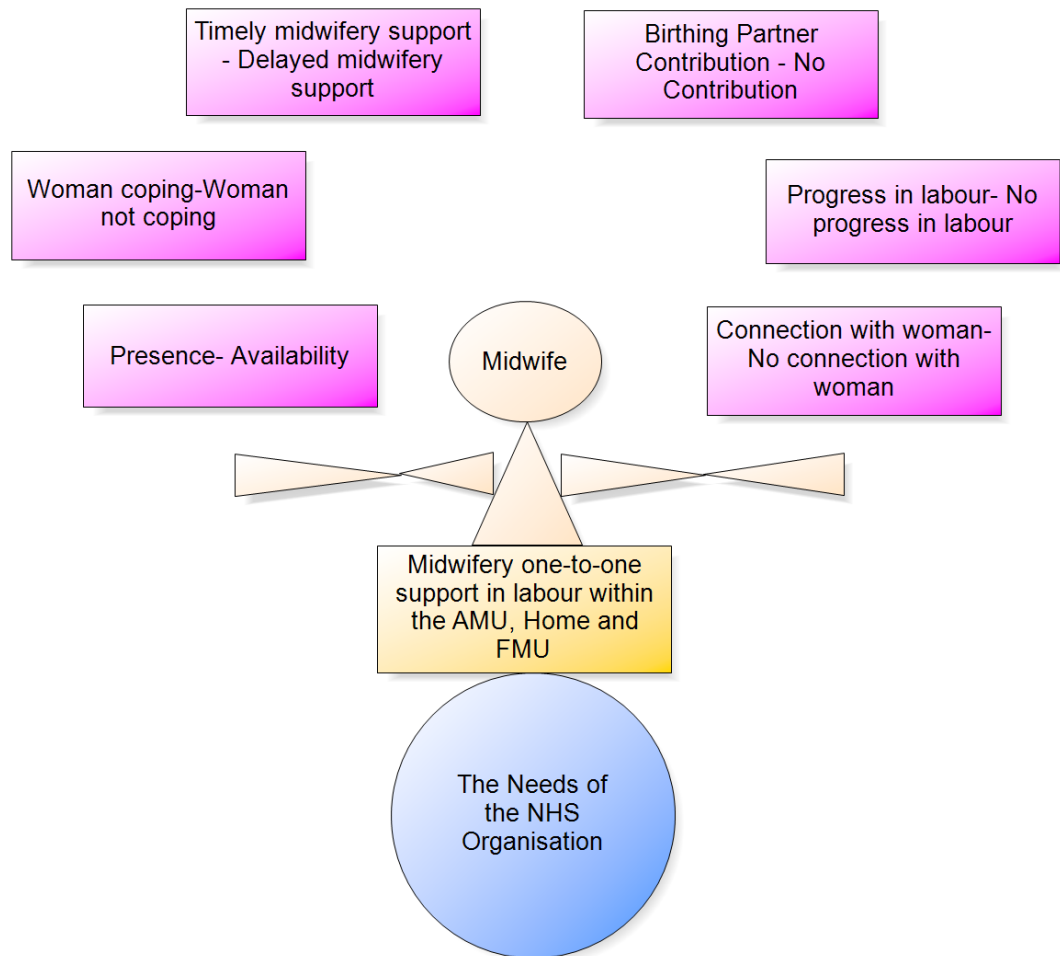 Timely midwifery support
- Delayed midwifery
support
Birthing Partner
Contribution - No
Contribution
Woman coping-Woman
not coping
Progress in labour- No
progress in labour
Presence- Availability
Midwife
Connection with woman-
No connection with
woman
Midwifery one-to-one
support in labour within
the AMU, Home and
FMU
The Needs of
the NHS
Organisation